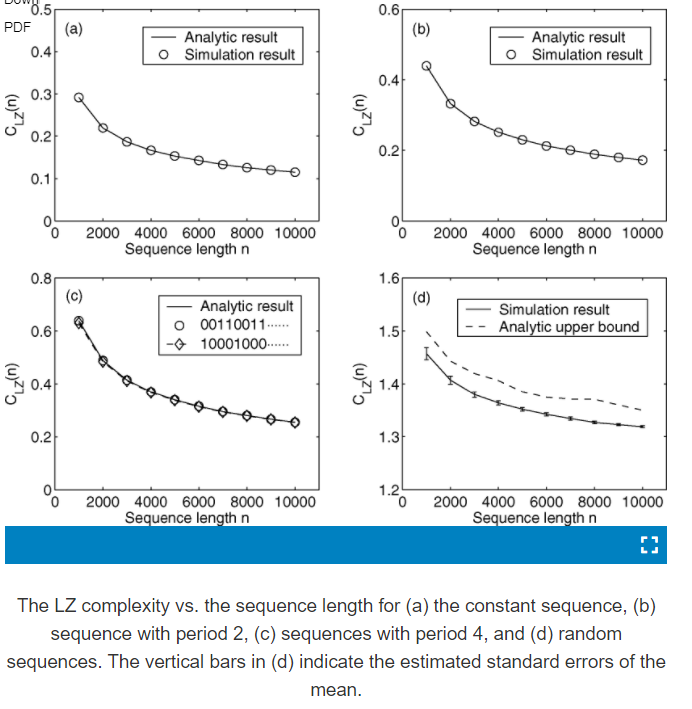 PDF
0.5
(a)
Analytic result
Simulation result
0.4
0.3
0.2
0.1
0
C_LZ(n)
0 2000 4000 6000 8000 10000
Sequence length n
0.6
(b)
Analytic result
Simulation result
0.4
0.2
0
C_LZ(n)
0 2000 4000 6000 8000 10000
Sequence length n
0.8
(c)
Analytic result
00110011······
10001000······
0.6
0.4
0.2
0
C_LZ(n)
0 2000 4000 6000 8000 10000
Sequence length n
1.6
(d)
Simulation result
Analytic upper bound
1.5
1.4
1.3
1.2
C_LZ(n)
0 2000 4000 6000 8000 10000
Sequence length n
The LZ complexity vs. the sequence length for (a) the constant sequence, (b)
sequence with period 2, (c) sequences with period 4, and (d) random
sequences. The vertical bars in (d) indicate the estimated standard errors of the
mean.